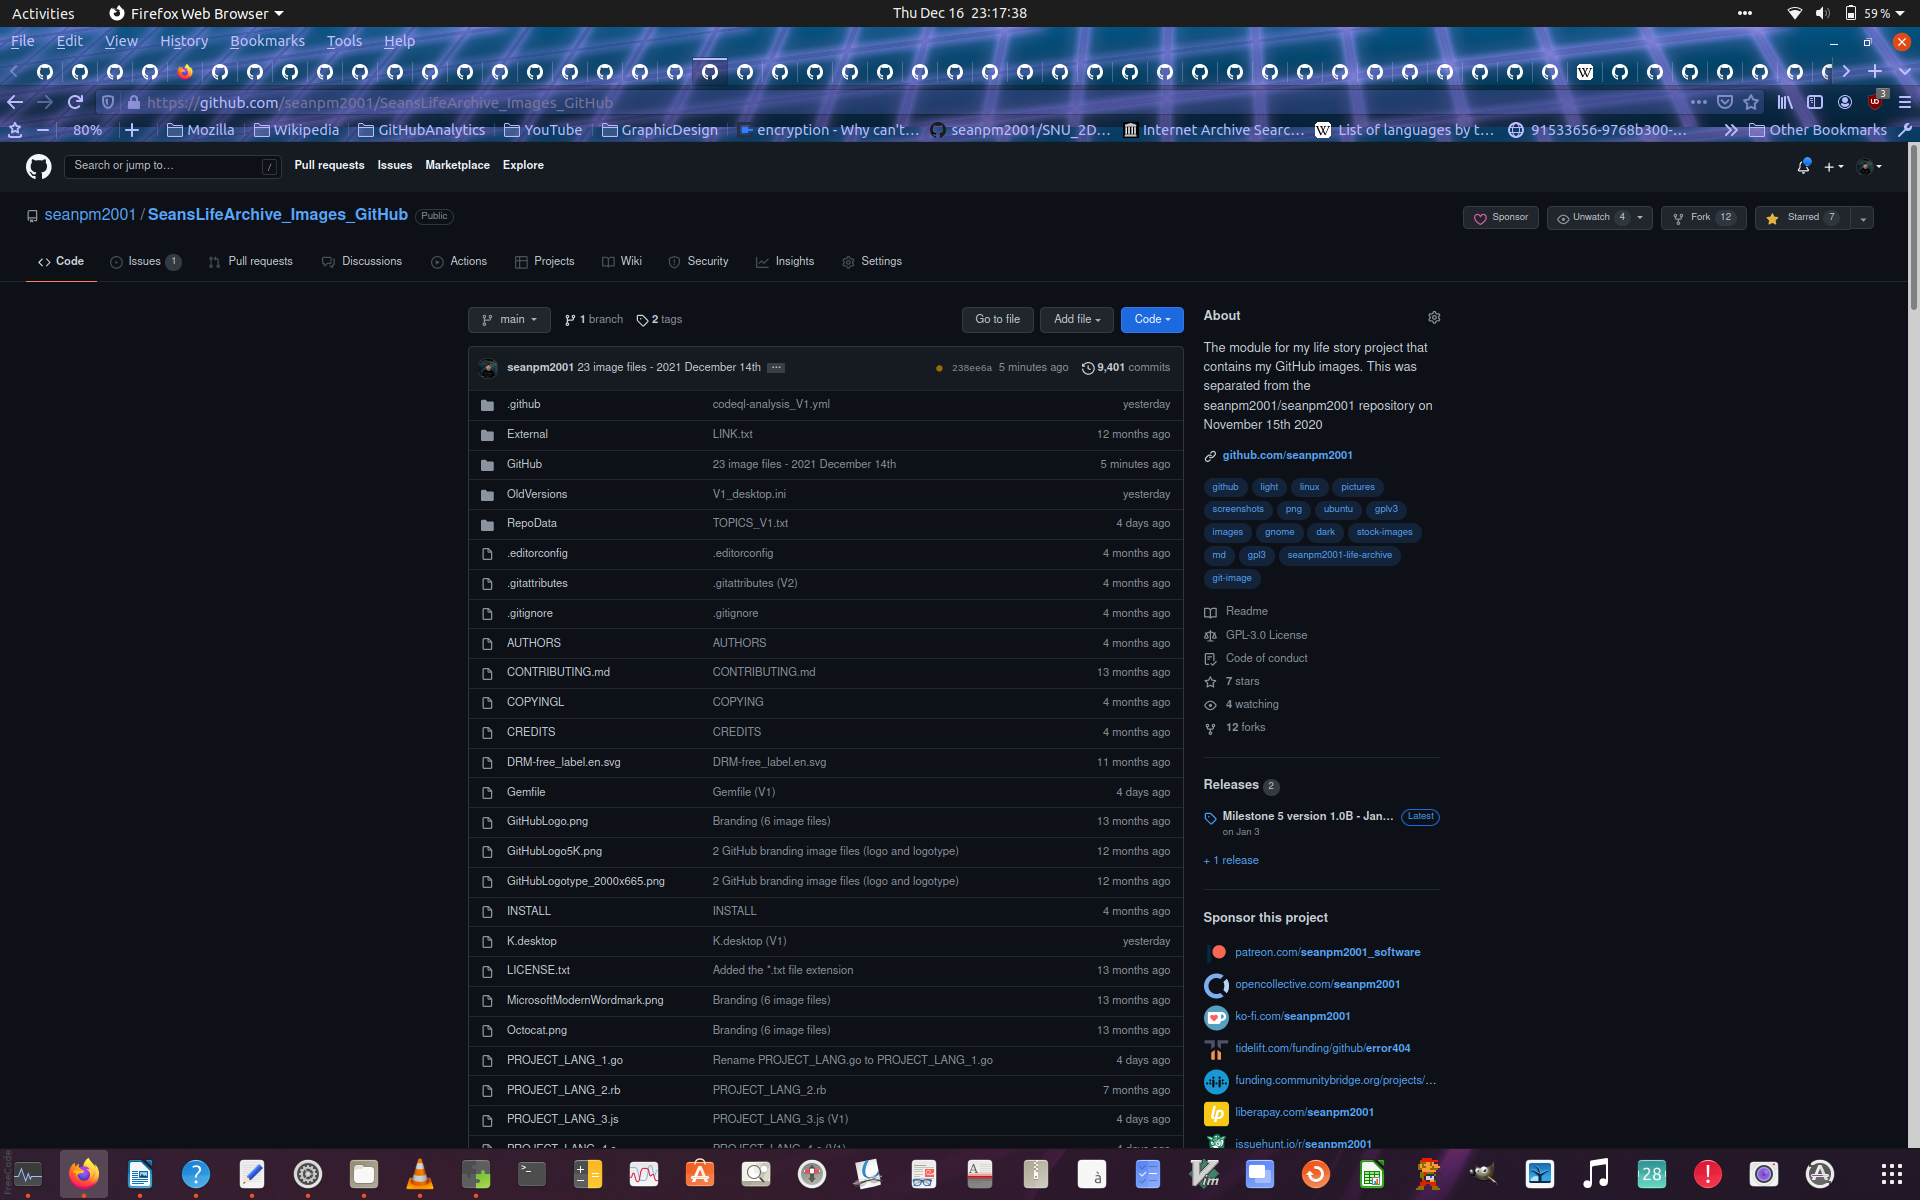 Activities Firefox Web Browser Thu Dec 16 23:17:38 59 %
File Edit View History Bookmarks Tools Help
https://github.com/seanpm2001/SeansLifeArchive_Images_GitHub 3
80% Mozilla Wikipedia GitHubAnalytics YouTube GraphicDesign encryption - Why can't... seanpm2001/SNU_2D... Internet Archive Searc... List of languages by t... 91533656-9768b300-... Other Bookmarks
Search or jump to... / Pull requests Issues Marketplace Explore
seanpm2001 / SeansLifeArchive_Images_GitHub Public Sponsor Unwatch 4 Fork 12 Starred 7
Code Issues 1 Pull requests Discussions Actions Projects Wiki Security Insights Settings
main 1 branch 2 tags Go to file Add file Code
seanpm2001 23 image files - 2021 December 14th ... 238ee6a 5 minutes ago 9,401 commits
.github codeql-analysis_V1.yml yesterday
External LINK.txt 12 months ago
GitHub 23 image files - 2021 December 14th 5 minutes ago
OldVersions V1_desktop.ini yesterday
RepoData TOPICS_V1.txt 4 days ago
.editorconfig .editorconfig 4 months ago
.gitattributes .gitattributes (V2) 4 months ago
.gitignore .gitignore 4 months ago
AUTHORS AUTHORS 4 months ago
CONTRIBUTING.md CONTRIBUTING.md 13 months ago
COPYINGL COPYING 4 months ago
CREDITS CREDITS 4 months ago
DRM-free_label.en.svg DRM-free_label.en.svg 11 months ago
Gemfile Gemfile (V1) 4 days ago
GitHubLogo.png Branding (6 image files) 13 months ago
GitHubLogo5K.png 2 GitHub branding image files (logo and logotype) 12 months ago
GitHubLogotype_2000x665.png 2 GitHub branding image files (logo and logotype) 12 months ago
INSTALL INSTALL 4 months ago
K.desktop K.desktop (V1) yesterday
LICENSE.txt Added the *.txt file extension 13 months ago
MicrosoftModernWordmark.png Branding (6 image files) 13 months ago
Octocat.png Branding (6 image files) 13 months ago
PROJECT_LANG_1.go Rename PROJECT_LANG.go to PROJECT_LANG_1.go 4 days ago
PROJECT_LANG_2.rb PROJECT_LANG_2.rb 7 months ago
PROJECT_LANG_3.js PROJECT_LANG_3.js (V1) 4 days ago
About
The module for my life story project that
contains my GitHub images. This was
separated from the
seanpm2001/seanpm2001 repository on
November 15th 2020
github.com/seanpm2001
github light linux pictures
screenshots png ubuntu gplv3
images gnome dark stock-images
md gpl3 seanpm2001-life-archive
git-image
Readme
GPL-3.0 License
Code of conduct
7 stars
4 watching
12 forks
Releases 2
Milestone 5 version 1.0B - Jan... Latest
on Jan 3
+ 1 release
Sponsor this project
patreon.com/seanpm2001_software
opencollective.com/seanpm2001
ko-fi.com/seanpm2001
tidelift.com/funding/github/error404
funding.communitybridge.org/projects/...
liberapay.com/seanpm2001
issuehunt.io/r/seanpm2001
28